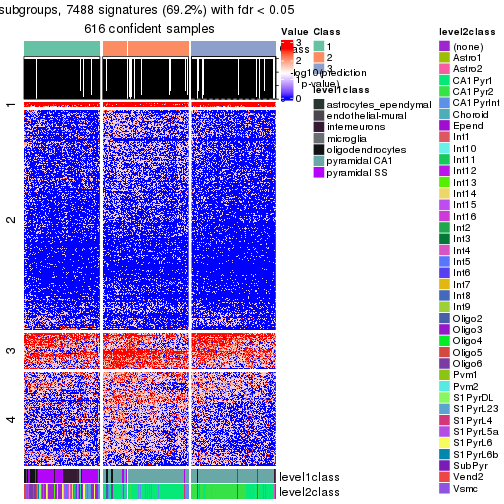 subgroups, 7488 signatures (69.2%) with fdr < 0.05
616 confident samples
1
2
3
4
level1class
level2class
Value
3
2
1
0
Class
-log10(prediction
p-value)
Class
1
2
3
level1class
astrocytes_ependymal
endothelial-mural
interneurons
microglia
oligodendrocytes
pyramidal CA1
pyramidal SS
level2class
(none)
Astro1
Astro2
CA1Pyr1
CA1Pyr2
CA1PyrInt
Choroid
Epend
Int1
Int10
Int11
Int12
Int13
Int14
Int15
Int16
Int2
Int3
Int4
Int5
Int6
Int7
Int8
Int9
Oligo2
Oligo3
Oligo4
Oligo5
Oligo6
Pvm1
Pvm2
S1PyrDL
S1PyrL23
S1PyrL4
S1PyrL5a
S1PyrL6
S1PyrL6b
SubPyr
Vend2
Vsmc